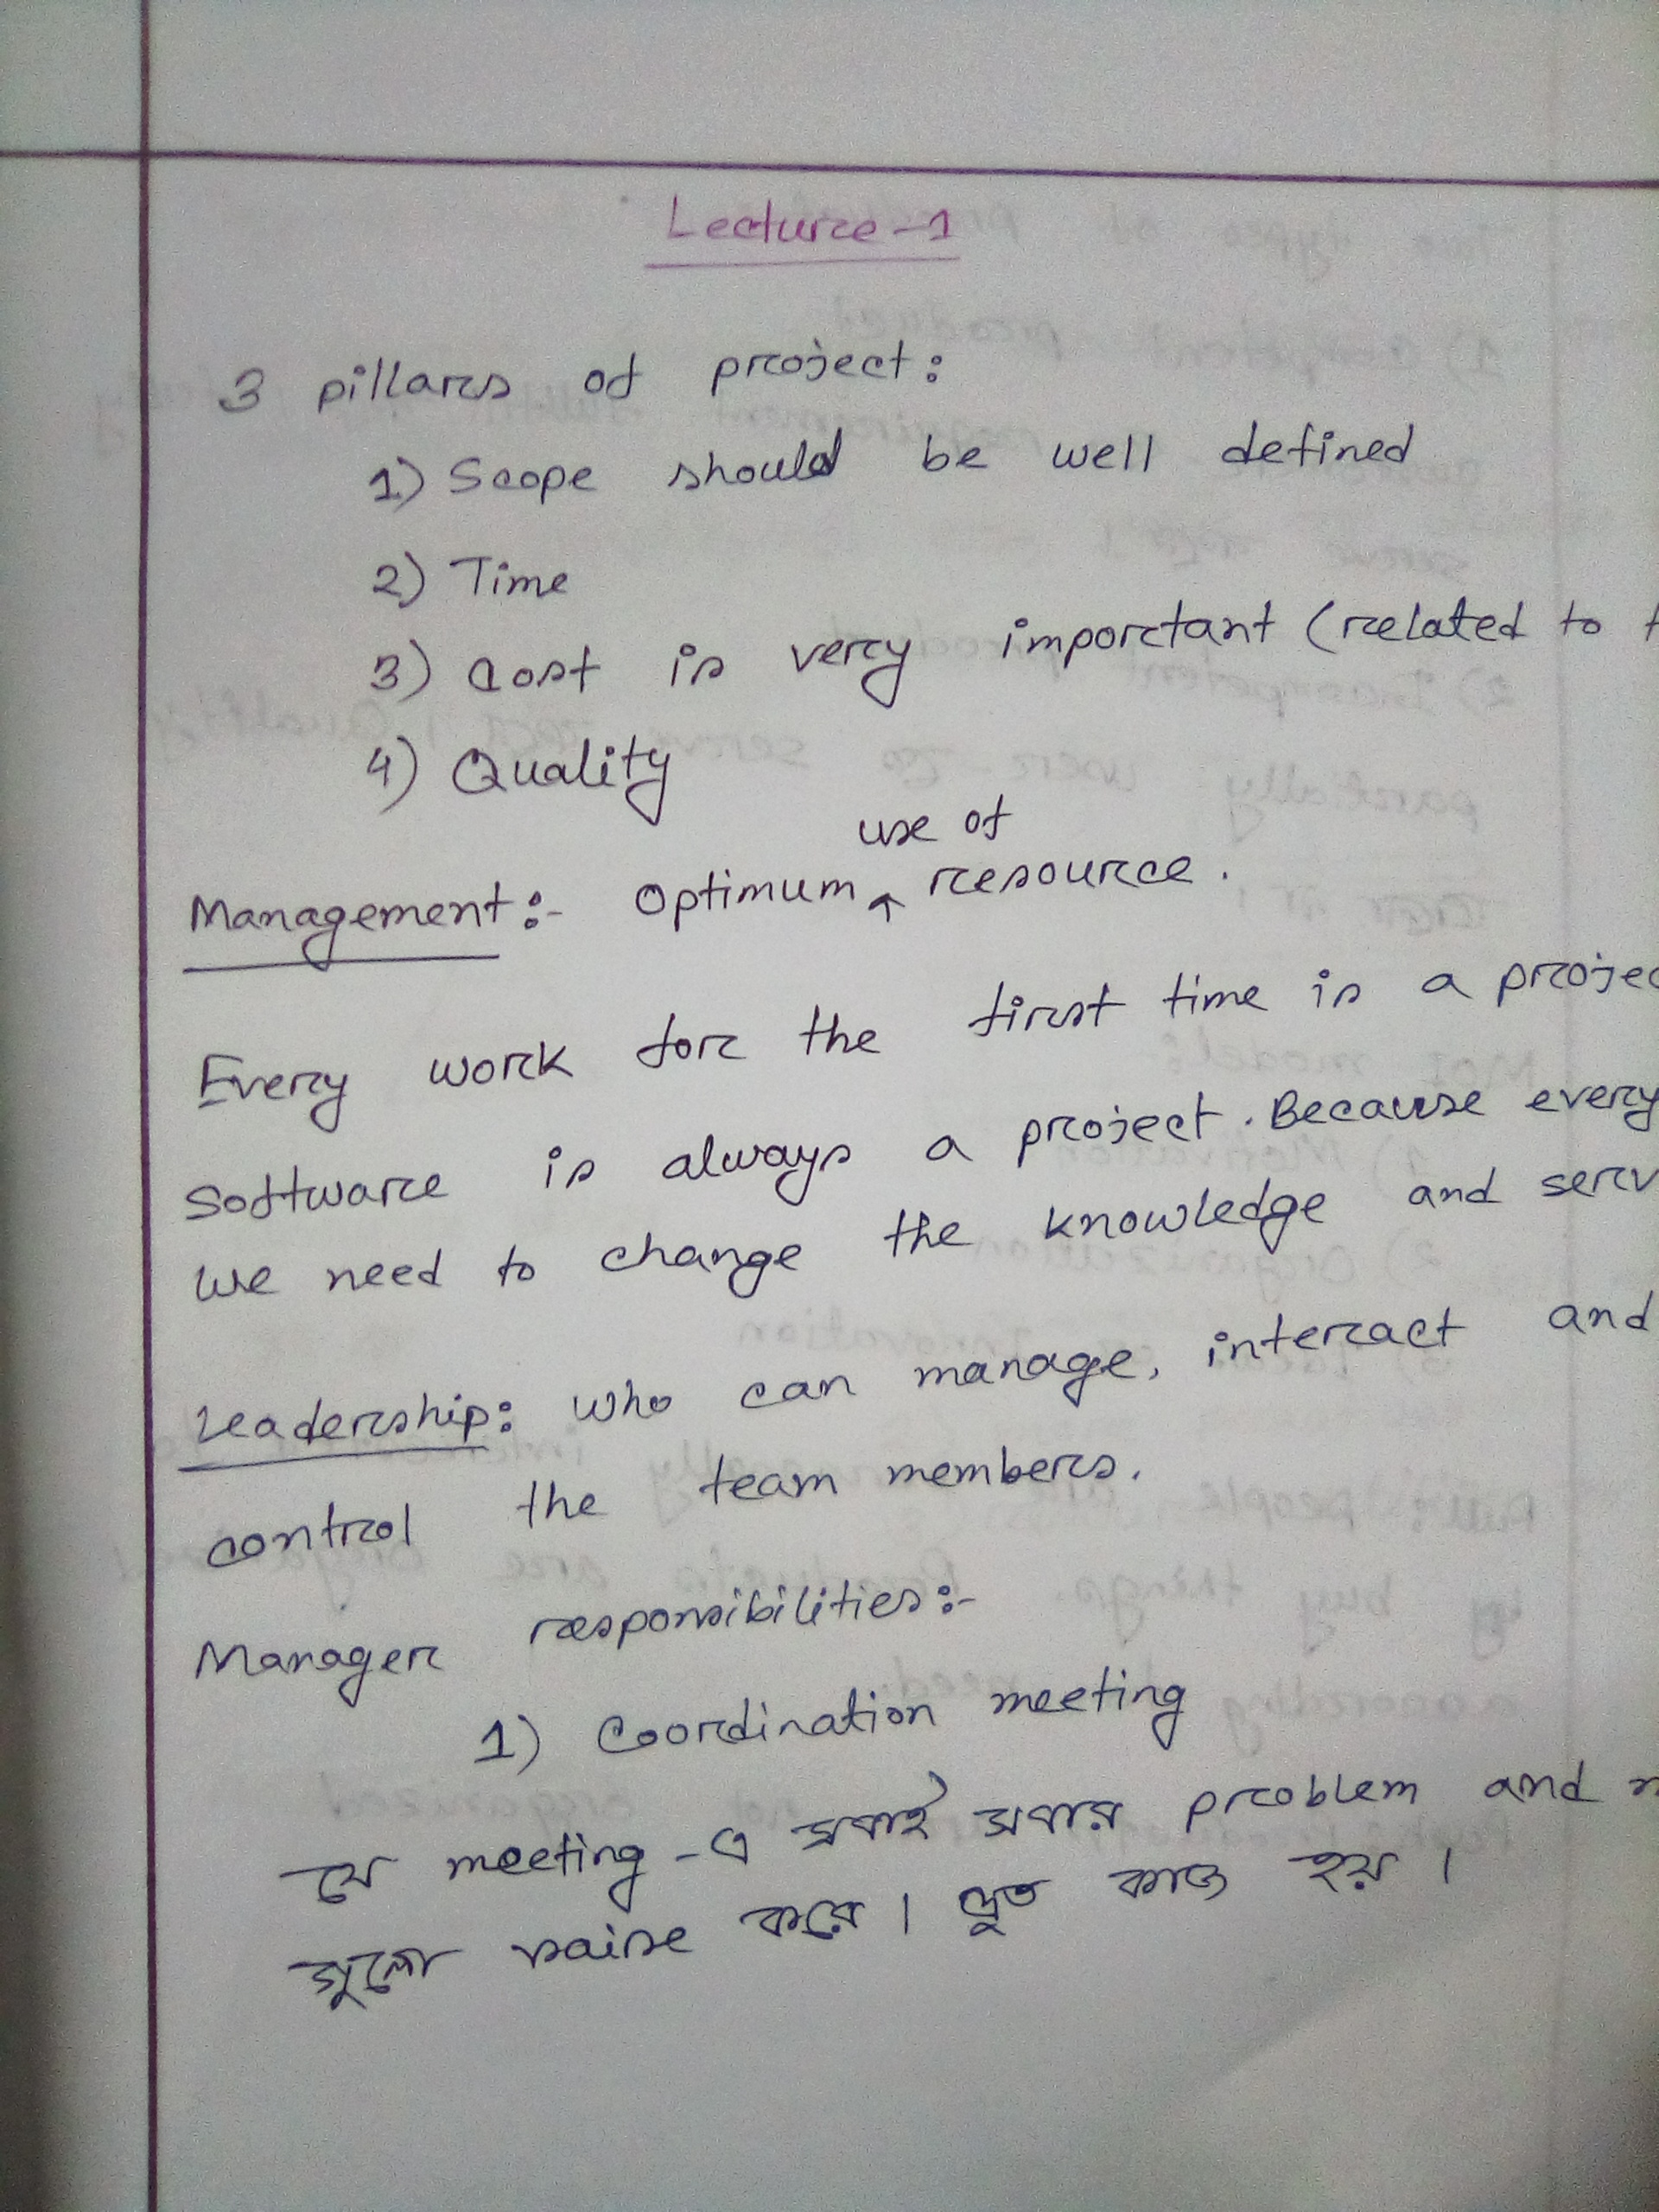 Lecture-1
3 pillars of project:
1) Scope should be well defined
2) Time
3) Cost is very important (related to
4) Quality
use of
Management:- Optimum ^ resource.
Every work for the first time is a
Software is always a project. Because every
we need to change the knowledge and
Leadership: Who can manage, interact and
control the team members.
Manager responsibilities:-
1) Coordination meeting
যে meeting-এ সবাই সবার problem and
গুলো raise করে। দ্রুত কাজ হয়।